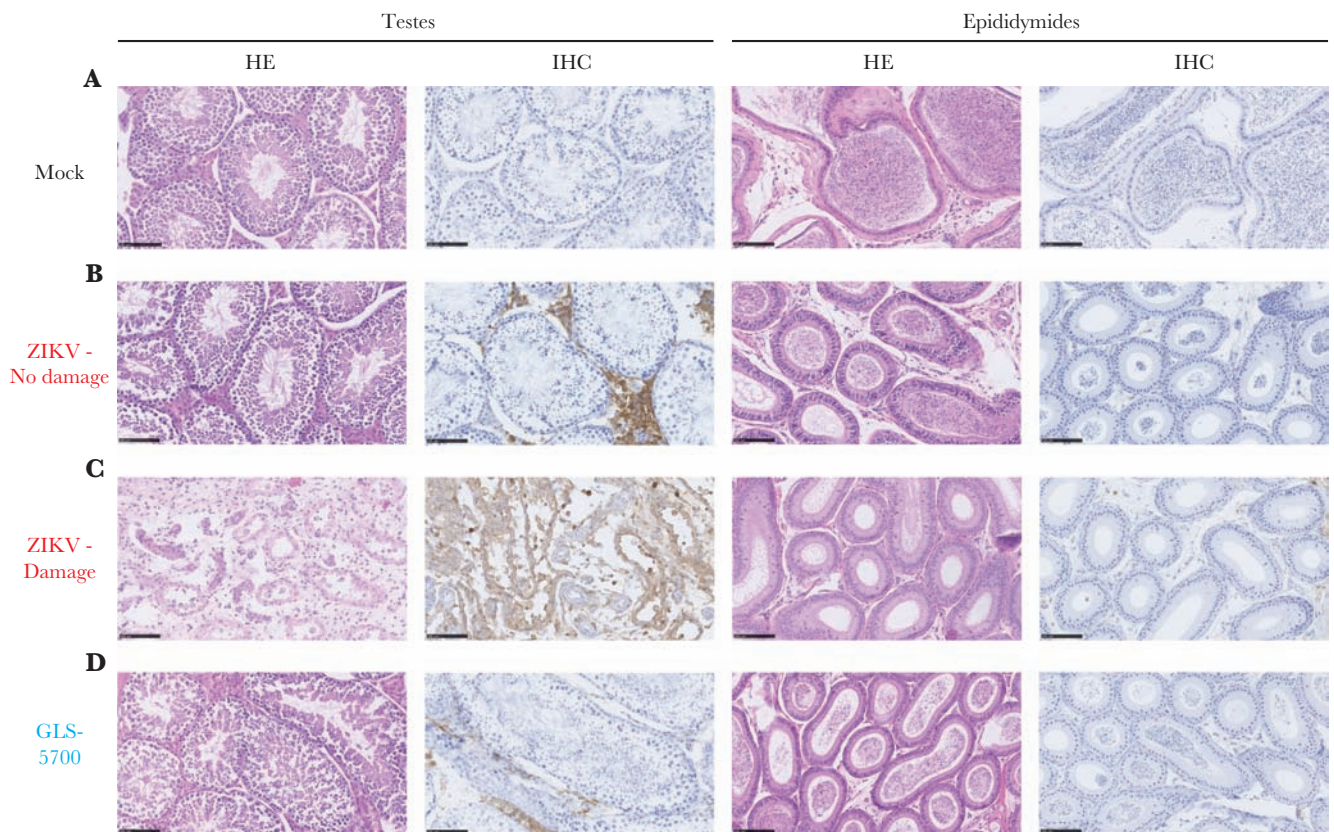 Testes
Epididymides
HE
IHC
HE
IHC
A
Mock
B
ZIKV -
No damage
C
ZIKV -
Damage
D
GLS-
5700